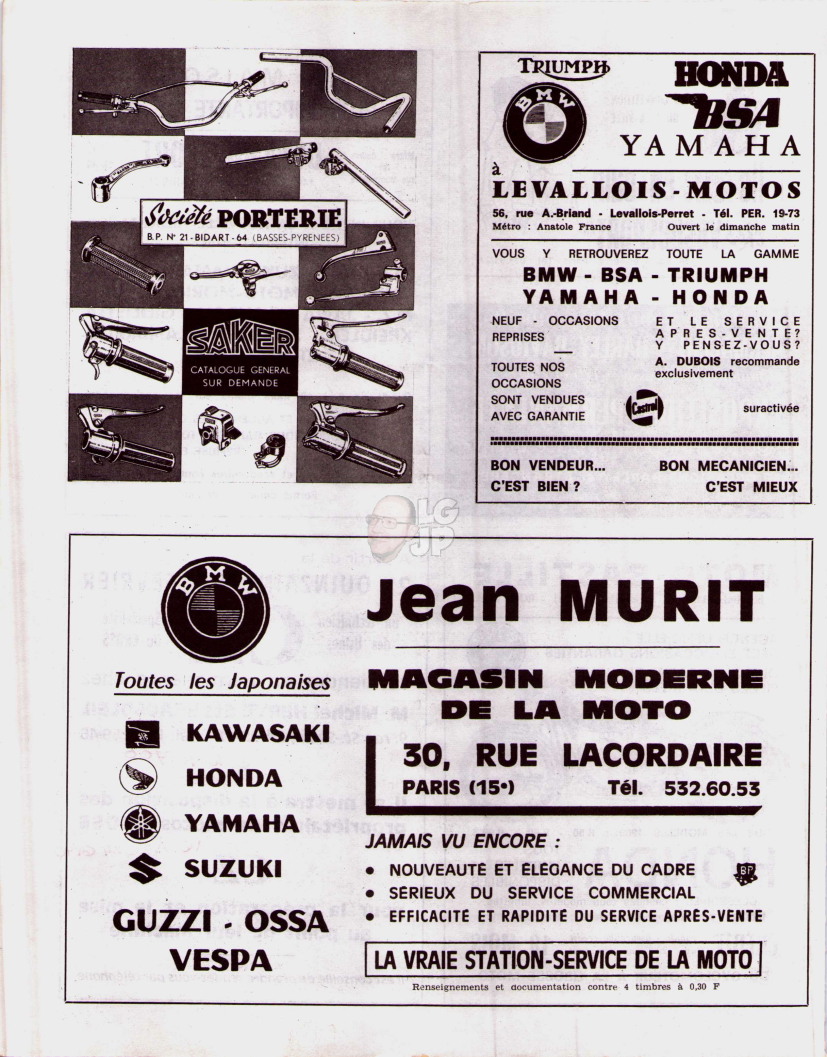 Société PORTERIE
B.P. N° 21 - BIDART - 64 (BASSES-PYRENEES)
SAKER
CATALOGUE GENERAL
SUR DEMANDE
TRIUMPH
HONDA
BMW
BSA
YAMAHA
à
LEVALLOIS - MOTOS
56, rue A.-Briand - Levallois-Perret - Tél. PER. 19-73
Métro : Anatole France Ouvert le dimanche matin
VOUS Y RETROUVEREZ TOUTE LA GAMME
BMW - BSA - TRIUMPH
YAMAHA - HONDA
NEUF - OCCASIONS
REPRISES
TOUTES NOS
OCCASIONS
SONT VENDUES
AVEC GARANTIE
ET LE SERVICE
APRES-VENTE?
Y PENSEZ-VOUS?
A. DUBOIS recommande
exclusivement
Castrol
suractivée
BON VENDEUR...
C'EST BIEN ?
BON MECANICIEN...
C'EST MIEUX
LG
JP
BMW
Toutes les Japonaises
KAWASAKI
HONDA
YAMAHA
SUZUKI
GUZZI - OSSA
VESPA
Jean MURIT
MAGASIN MODERNE
DE LA MOTO
30, RUE LACORDAIRE
PARIS (15e) Tél. 532.60.53
JAMAIS VU ENCORE :
• NOUVEAUTÉ ET ÉLÉGANCE DU CADRE
BP
• SÉRIEUX DU SERVICE COMMERCIAL
• EFFICACITÉ ET RAPIDITÉ DU SERVICE APRÈS-VENTE
LA VRAIE STATION-SERVICE DE LA MOTO
Renseignements et documentation contre 4 timbres à 0,30 F